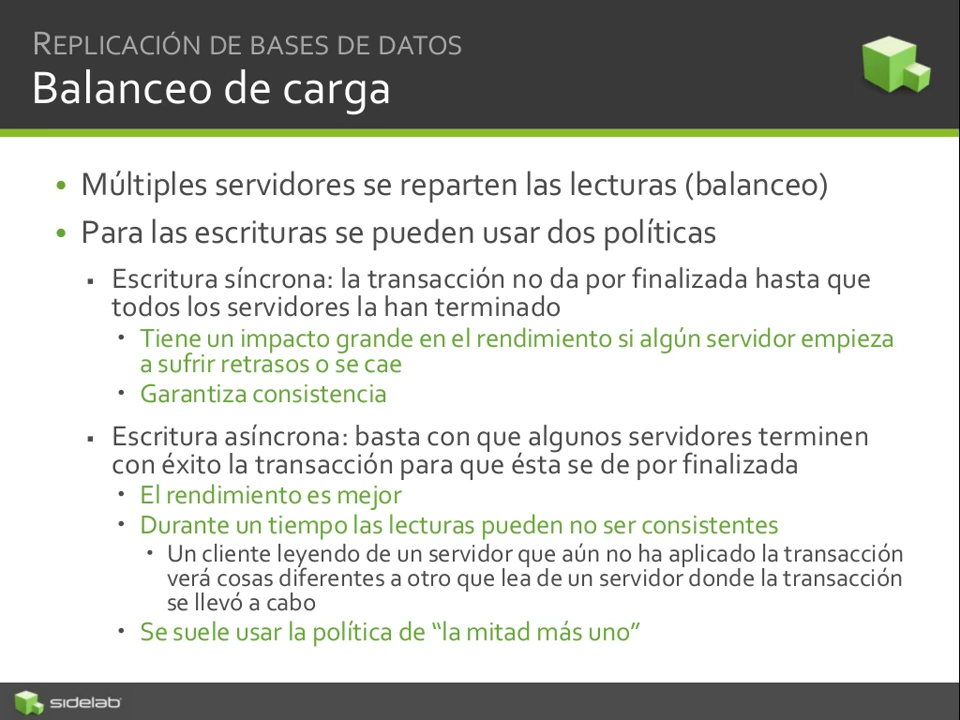 REPLICACIÓN DE BASES DE DATOS
Balanceo de carga
• Múltiples servidores se reparten las lecturas (balanceo)
• Para las escrituras se pueden usar dos políticas
▪ Escritura síncrona: la transacción no da por finalizada hasta que
todos los servidores la han terminado
• Tiene un impacto grande en el rendimiento si algún servidor empieza
a sufrir retrasos o se cae
• Garantiza consistencia
▪ Escritura asíncrona: basta con que algunos servidores terminen
con éxito la transacción para que ésta se de por finalizada
• El rendimiento es mejor
• Durante un tiempo las lecturas pueden no ser consistentes
• Un cliente leyendo de un servidor que aún no ha aplicado la transacción
verá cosas diferentes a otro que lea de un servidor donde la transacción
se llevó a cabo
• Se suele usar la política de “la mitad más uno”
sidelab